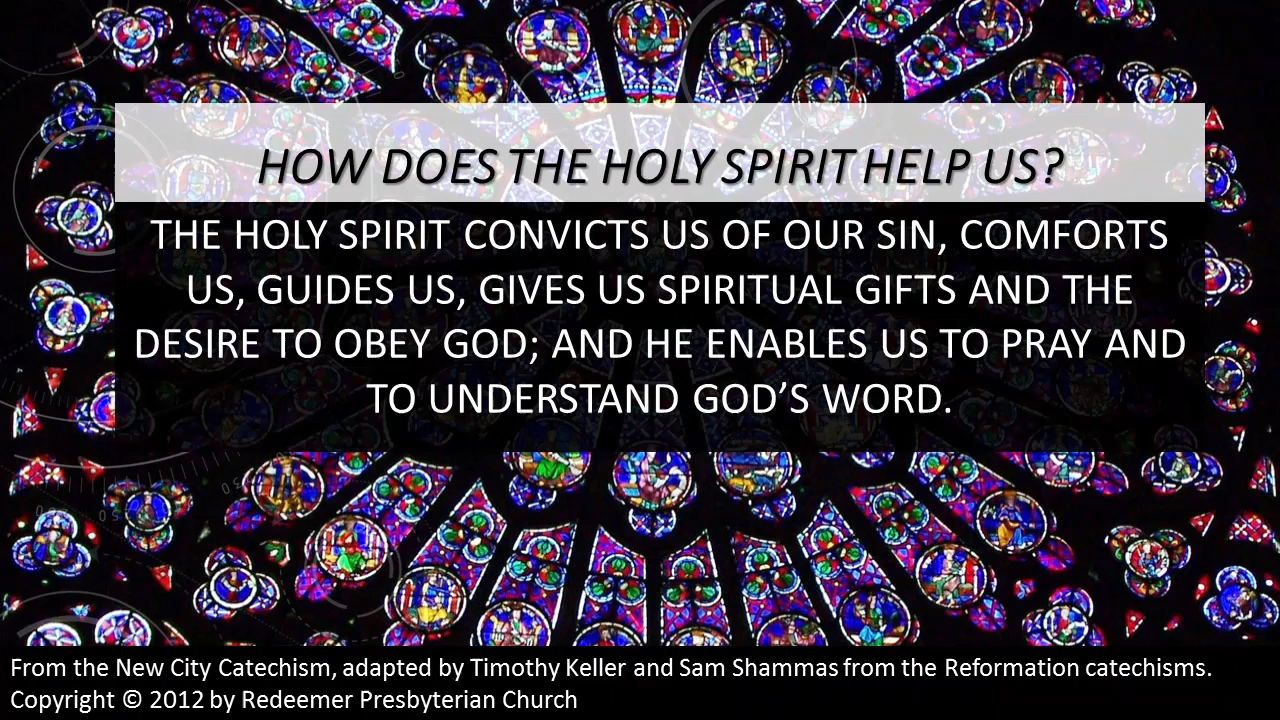 HOW DOES THE HOLY SPIRIT HELP US?
THE HOLY SPIRIT CONVICTS US OF OUR SIN, COMFORTS
US, GUIDES US, GIVES US SPIRITUAL GIFTS AND THE
DESIRE TO OBEY GOD; AND HE ENABLES US TO PRAY AND
TO UNDERSTAND GOD’S WORD.
From the New City Catechism, adapted by Timothy Keller and Sam Shammas from the Reformation catechisms.
Copyright © 2012 by Redeemer Presbyterian Church